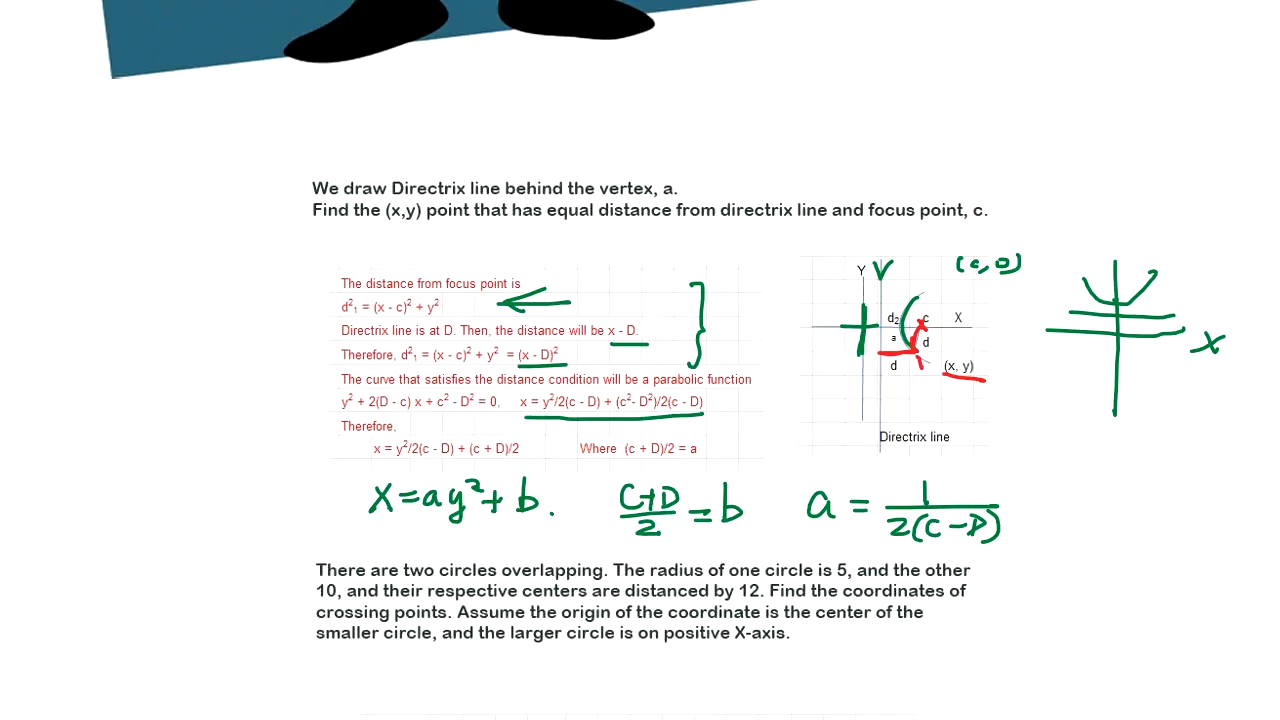 We draw Directrix line behind the vertex, a.
Find the (x,y) point that has equal distance from directrix line and focus point, c.
The distance from focus point is
d²₁ = (x - c)² + y²
Directrix line is at D. Then, the distance will be x - D.
Therefore, d²₁ = (x - c)² + y² = (x - D)²
The curve that satisfies the distance condition will be a parabolic function
y² + 2(D - c) x + c² - D² = 0, x = y²/2(c - D) + (c²- D²)/2(c - D)
Therefore,
x = y²/2(c - D) + (c + D)/2 Where (c + D)/2 = a
(c, 0)
Y
d₂ c X
a d
d (x, y)
Directrix line
x
x = ay² + b. (C+D)/2 = b a = 1/2(C-D)
There are two circles overlapping. The radius of one circle is 5, and the other
10, and their respective centers are distanced by 12. Find the coordinates of
crossing points. Assume the origin of the coordinate is the center of the
smaller circle, and the larger circle is on positive X-axis.